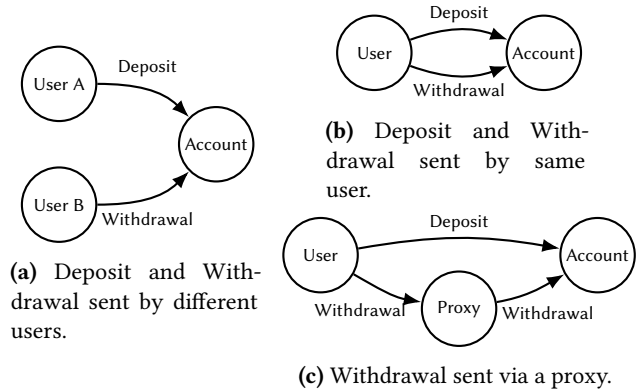 User A
Deposit
Account
User B
Withdrawal
(a) Deposit and With-
drawal sent by different
users.
Deposit
User
Account
Withdrawal
(b) Deposit and With-
drawal sent by same
user.
Deposit
User
Account
Withdrawal
Proxy
Withdrawal
(c) Withdrawal sent via a proxy.